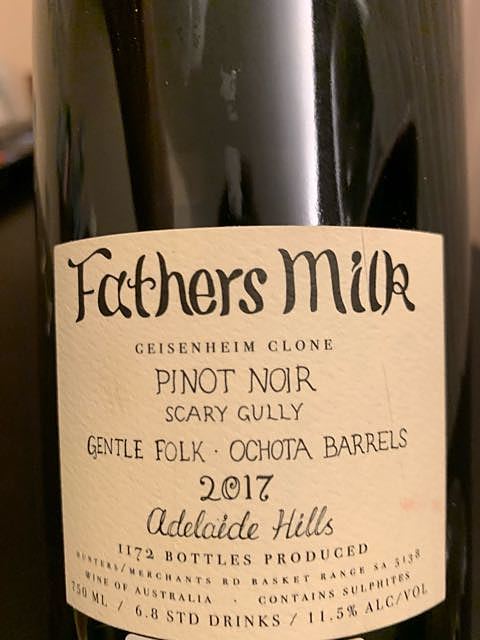 Fathers Milk
GEISENHEIM CLONE
PINOT NOIR
SCARY GULLY
GENTLE FOLK · OCHOTA BARRELS
2017
Adelaide Hills
1172 BOTTLES PRODUCED
HUNTERS/MERCHANTS RD BASKET RANGE SA 5138
WINE OF AUSTRALIA · CONTAINS SULPHITES
750 ML / 6.8 STD DRINKS / 11.5% ALC/VOL